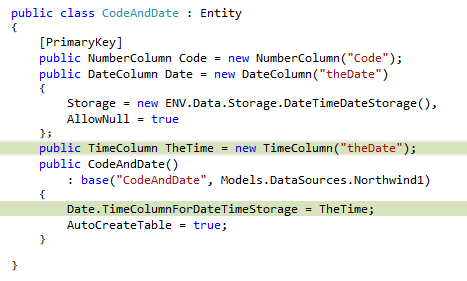 public class CodeAndDate : Entity
{
    [PrimaryKey]
    public NumberColumn Code = new NumberColumn("Code");
    public DateColumn Date = new DateColumn("theDate")
    {
        Storage = new ENV.Data.Storage.DateTimeDateStorage(),
        AllowNull = true
    };
    public TimeColumn TheTime = new TimeColumn("theDate");
    public CodeAndDate()
        : base("CodeAndDate", Models.DataSources.Northwind1)
    {
        Date.TimeColumnForDateTimeStorage = TheTime;
        AutoCreateTable = true;
    }
}